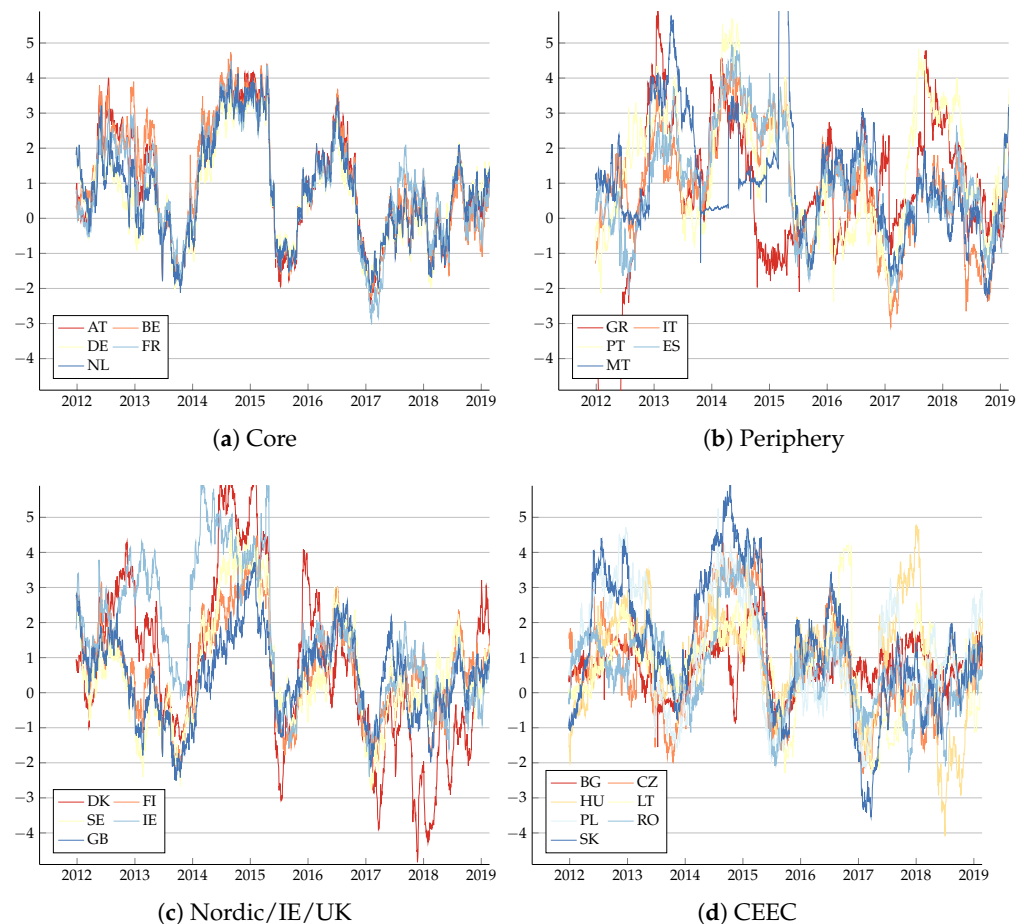 5
4
3
2
1
0
−1
−2
−3
−4
AT BE
DE FR
NL
2012 2013 2014 2015 2016 2017 2018 2019
(a) Core
5
4
3
2
1
0
−1
−2
−3
−4
GR IT
PT ES
MT
2012 2013 2014 2015 2016 2017 2018 2019
(b) Periphery
5
4
3
2
1
0
−1
−2
−3
−4
DK FI
SE IE
GB
2012 2013 2014 2015 2016 2017 2018 2019
(c) Nordic/IE/UK
5
4
3
2
1
0
−1
−2
−3
−4
BG CZ
HU LT
PL RO
SK
2012 2013 2014 2015 2016 2017 2018 2019
(d) CEEC